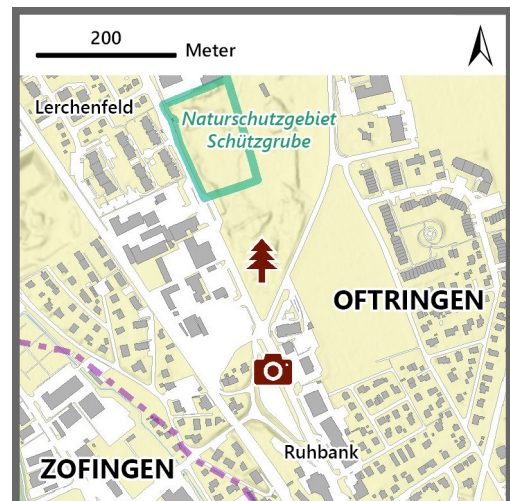 200
Meter
Lerchenfeld
Naturschutzgebiet
Schützgrube
OFTRINGEN
Ruhbank
ZOFINGEN